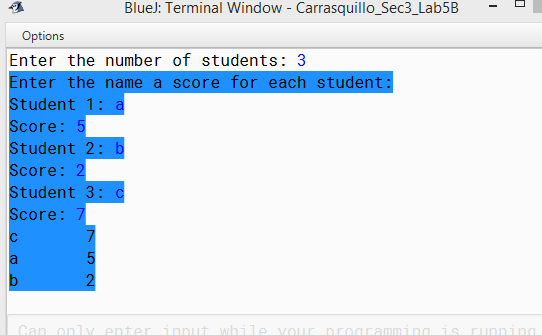 BlueJ: Terminal Window - Carrasquillo_Sec3_Lab5B
Options
Enter the number of students: 3
Enter the name a score for each student:
Student 1: a
Score: 5
Student 2: b
Score: 2
Student 3: c
Score: 7
c       7
a       5
b       2
Can only enter input while your programming is running